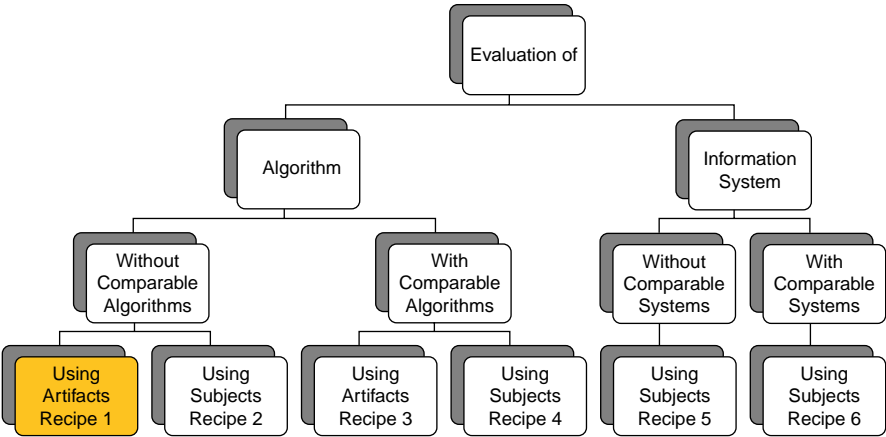 Evaluation of
Algorithm
Information
System
Without
Comparable
Algorithms
With
Comparable
Algorithms
Without
Comparable
Systems
With
Comparable
Systems
Using
Artifacts
Recipe 1
Using
Subjects
Recipe 2
Using
Artifacts
Recipe 3
Using
Subjects
Recipe 4
Using
Subjects
Recipe 5
Using
Subjects
Recipe 6